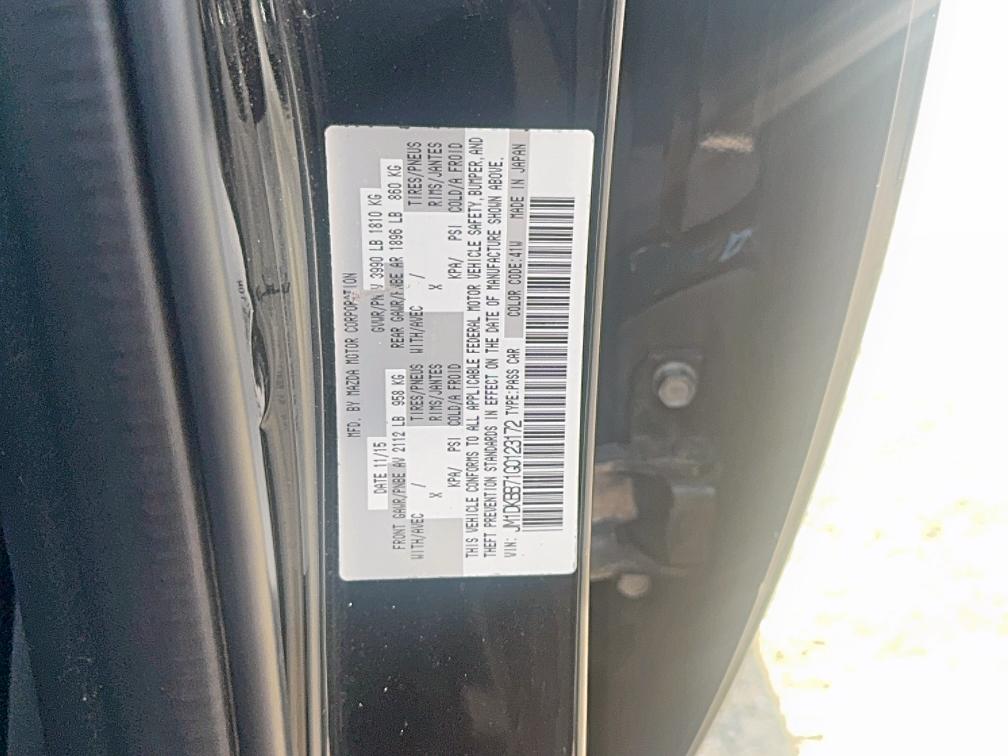 MFD. BY MAZDA MOTOR CORPORATION
DATE 11/15 GVWR/PN V 3990 LB 1810 KG
FRONT GAWR/PNBE AV 2112 LB 958 KG REAR GAWR/PNBE AR 1896 LB 860 KG
WITH/AVEC / TIRES/PNEUS WITH/AVEC / TIRES/PNEUS
X RIMS/JANTES X RIMS/JANTES
KPA/ PSI COLD/A FROID KPA/ PSI COLD/A FROID
THIS VEHICLE CONFORMS TO ALL APPLICABLE FEDERAL MOTOR VEHICLE SAFETY, BUMPER, AND
THEFT PREVENTION STANDARDS IN EFFECT ON THE DATE OF MANUFACTURE SHOWN ABOVE.
VIN: TYPE:PASS CAR COLOR CODE:41W MADE IN JAPAN